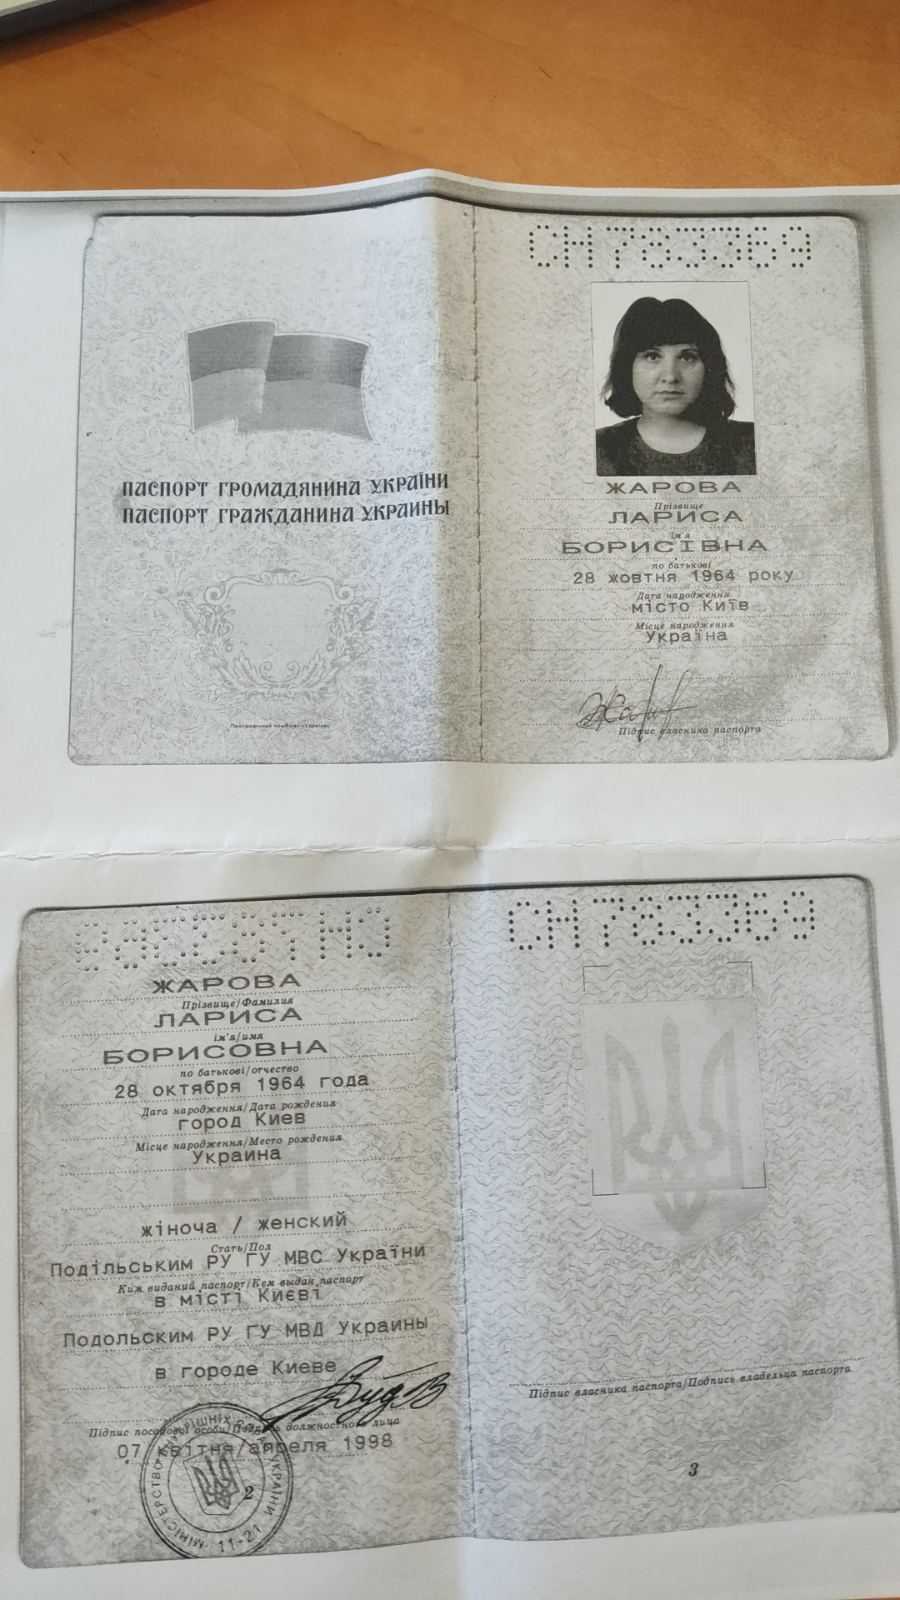 СН783369
ПАСПОРТ ГРОМАДЯНИНА УКРАЇНИ
ПАСПОРТ ГРАЖДАНИНА УКРАИНЫ
ЖАРОВА
Прізвище
ЛАРИСА
ім'я
БОРИСІВНА
по батькові
28 жовтня 1964 року
Дата народження
місто Київ
Місце народження
Україна
Підпис власника паспорта
СН783369
ЖАРОВА
Прізвище/Фамилия
ЛАРИСА
ім'я/имя
БОРИСОВНА
по батькові/отчество
28 октября 1964 года
Дата народження/Дата рождения
город Киев
Місце народження/Место рождения
Украина
жіноча / женский
Стать/Пол
Подільським РУ ГУ МВС України
Ким виданий паспорт/Кем выдан паспорт
в місті Києві
Подольским РУ ГУ МВД Украины
в городе Киеве
Підпис посадової особи/Подпись должностного лица
07 квітня/апреля 1998
2
МІНІСТЕРСТВО ВНУТРІШНІХ СПРАВ УКРАЇНИ
11-21
СН783369
Підпис власника паспорта/Подпись владельца паспорта
3